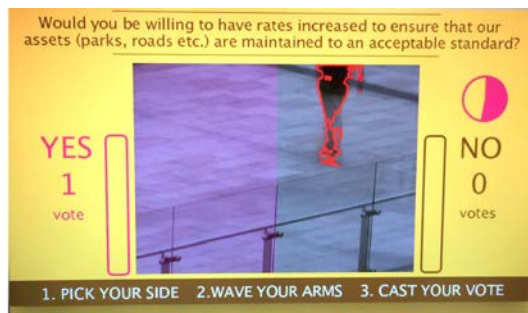 Would you be willing to have rates increased to ensure that our
assets (parks, roads etc.) are maintained to an acceptable standard?
YES
1
vote
NO
0
votes
1. PICK YOUR SIDE 2.WAVE YOUR ARMS 3. CAST YOUR VOTE